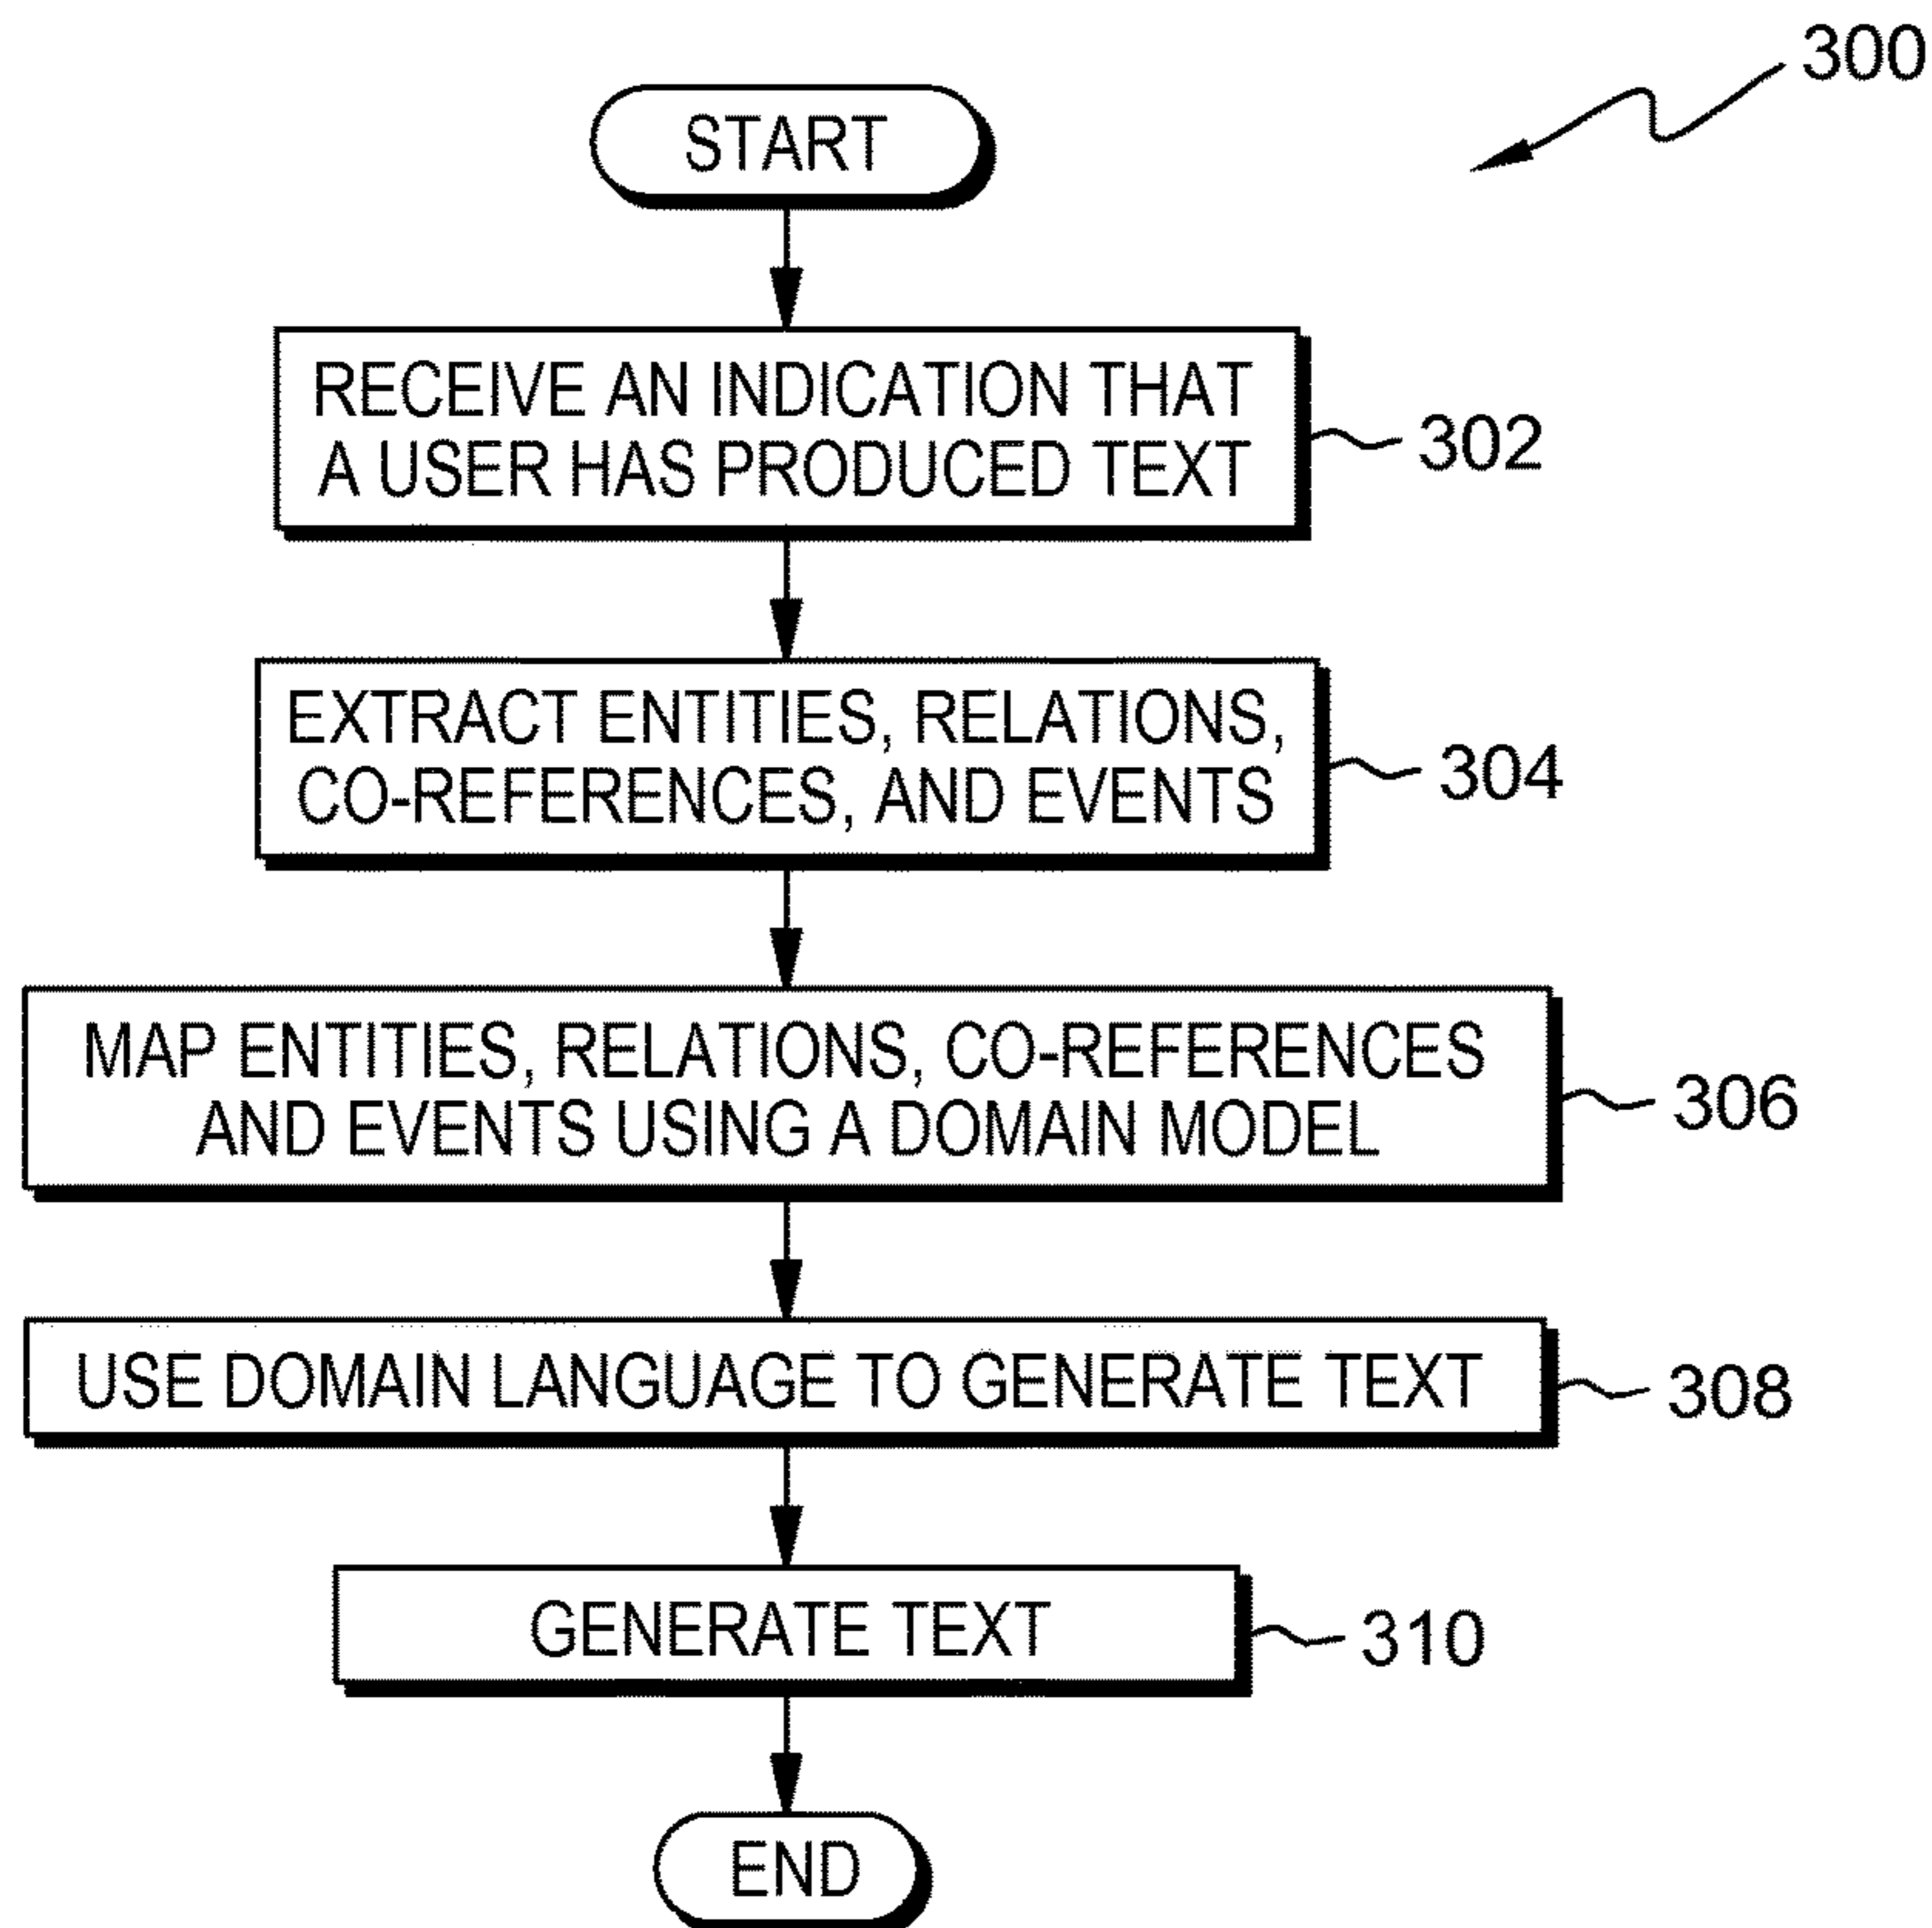 300
START
RECEIVE AN INDICATION THAT
A USER HAS PRODUCED TEXT
302
EXTRACT ENTITIES, RELATIONS,
CO-REFERENCES, AND EVENTS
304
MAP ENTITIES, RELATIONS, CO-REFERENCES
AND EVENTS USING A DOMAIN MODEL
306
USE DOMAIN LANGUAGE TO GENERATE TEXT
308
GENERATE TEXT
310
END